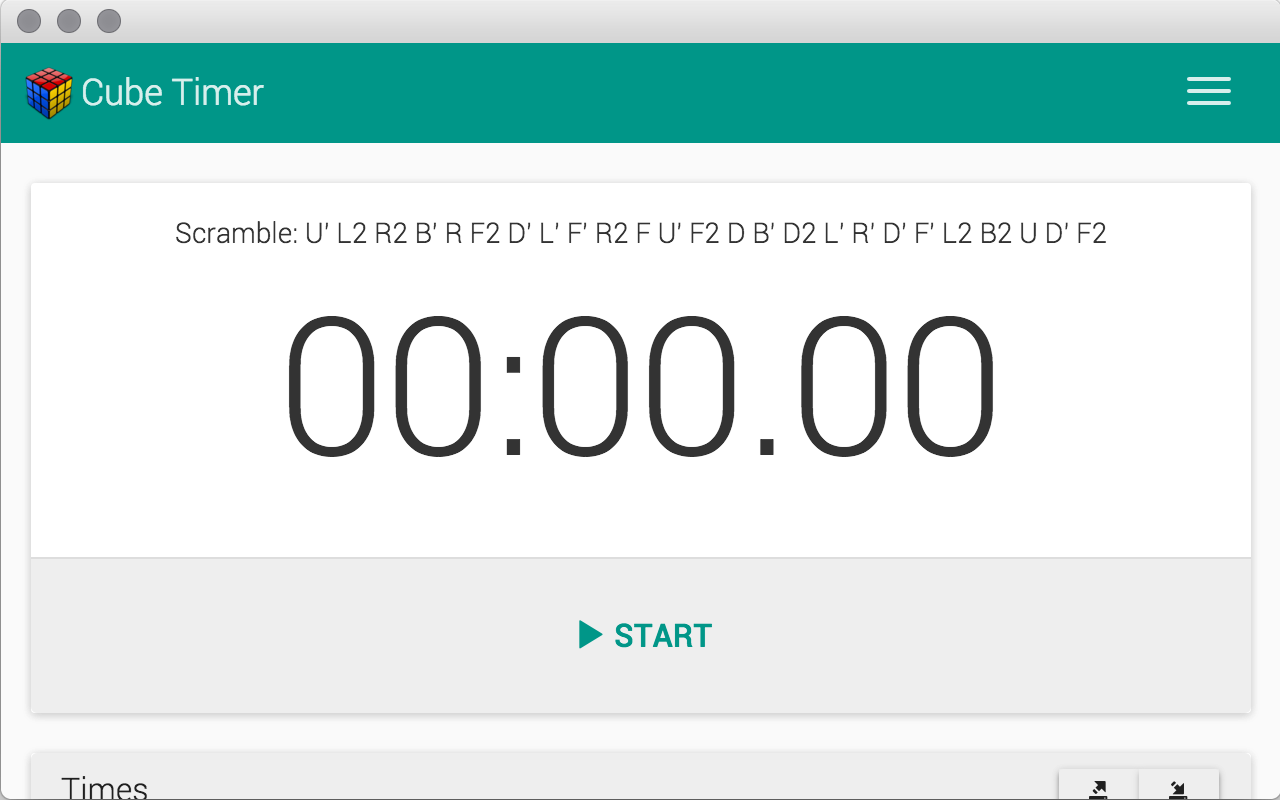 Cube Timer
Scramble: U' L2 R2 B' R F2 D' L' F' R2 F U' F2 D B' D2 L' R' D' F' L2 B2 U D' F2
00:00.00
START
Times